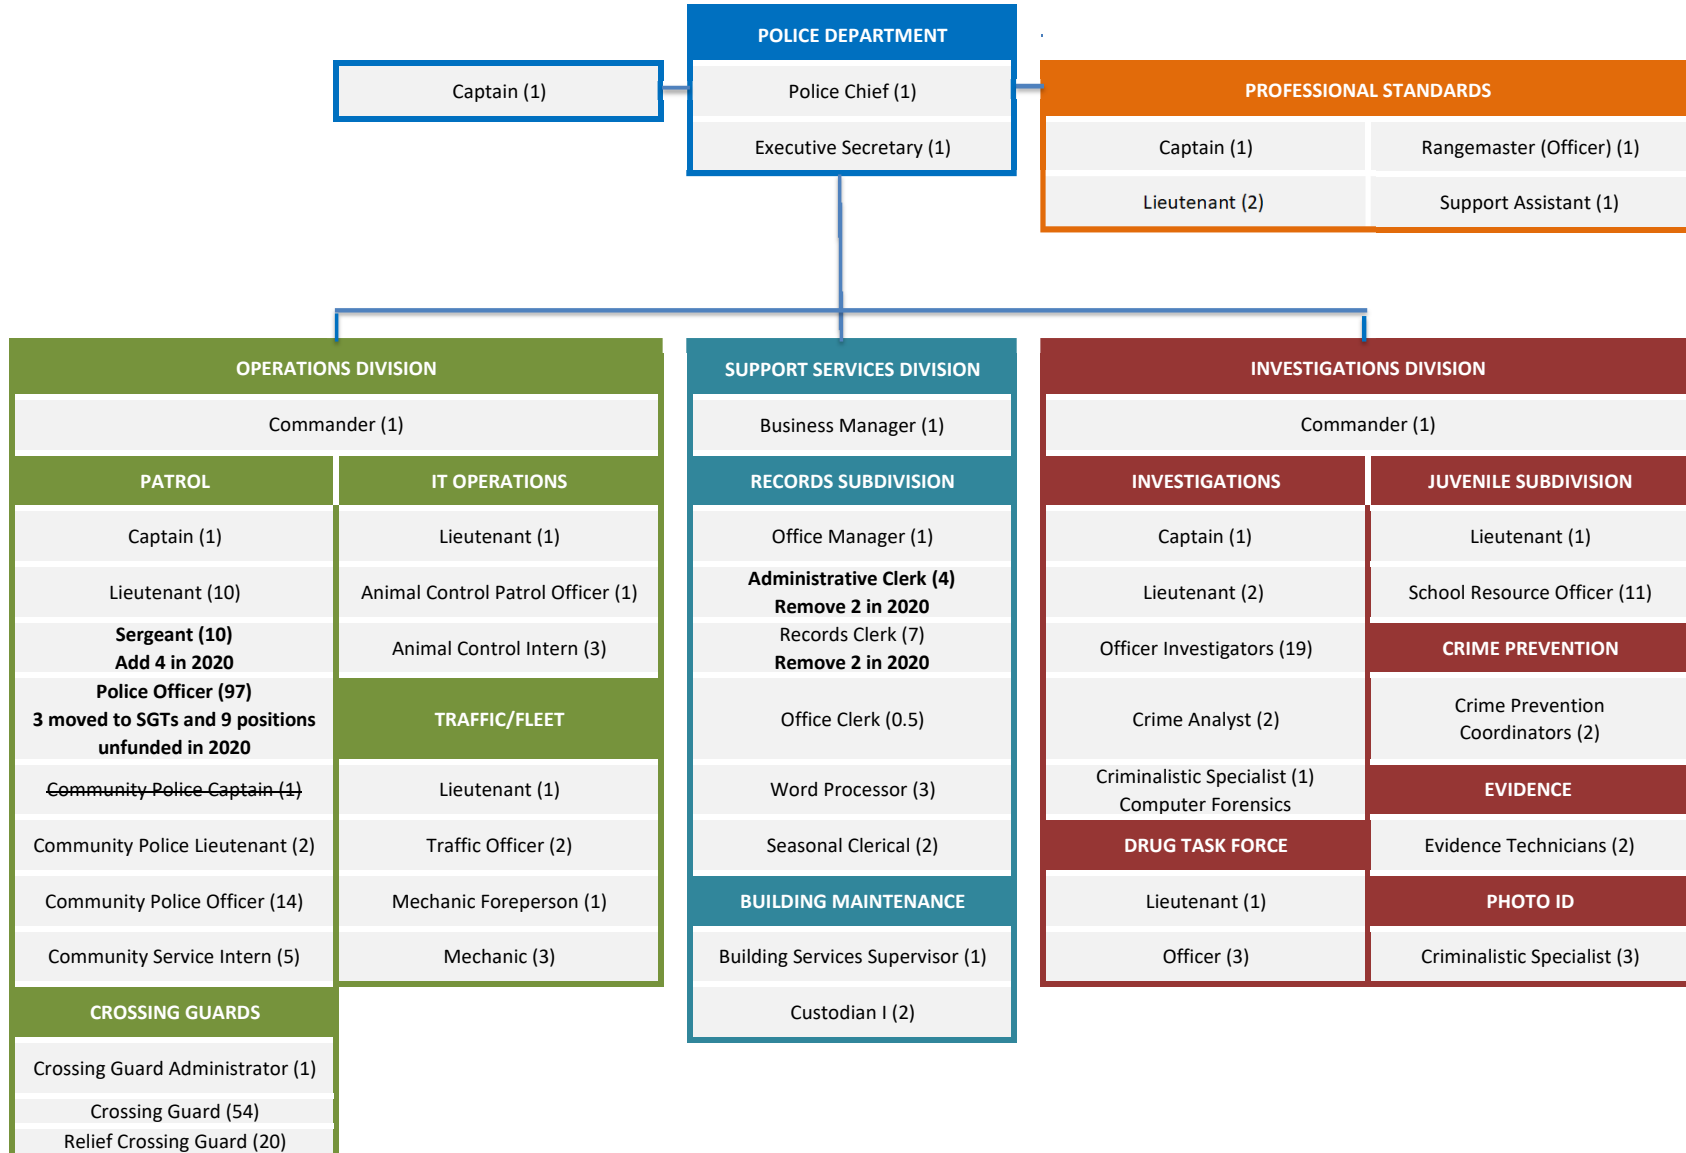 POLICE DEPARTMENT
Captain (1)
Police Chief (1)
Executive Secretary (1)
PROFESSIONAL STANDARDS
Captain (1)
Rangemaster (Officer) (1)
Lieutenant (2)
Support Assistant (1)
OPERATIONS DIVISION
Commander (1)
PATROL
Captain (1)
Lieutenant (10)
Sergeant (10)
Add 4 in 2020
Police Officer (97)
3 moved to SGTs and 9 positions
unfunded in 2020
Community Police Captain (1)
Community Police Lieutenant (2)
Community Police Officer (14)
Community Service Intern (5)
CROSSING GUARDS
Crossing Guard Administrator (1)
Crossing Guard (54)
Relief Crossing Guard (20)
IT OPERATIONS
Lieutenant (1)
Animal Control Patrol Officer (1)
Animal Control Intern (3)
TRAFFIC/FLEET
Lieutenant (1)
Traffic Officer (2)
Mechanic Foreperson (1)
Mechanic (3)
SUPPORT SERVICES DIVISION
Business Manager (1)
RECORDS SUBDIVISION
Office Manager (1)
Administrative Clerk (4)
Remove 2 in 2020
Records Clerk (7)
Remove 2 in 2020
Office Clerk (0.5)
Word Processor (3)
Seasonal Clerical (2)
BUILDING MAINTENANCE
Building Services Supervisor (1)
Custodian I (2)
INVESTIGATIONS DIVISION
Commander (1)
INVESTIGATIONS
Captain (1)
Lieutenant (2)
Officer Investigators (19)
Crime Analyst (2)
Criminalistic Specialist (1)
Computer Forensics
DRUG TASK FORCE
Lieutenant (1)
Officer (3)
JUVENILE SUBDIVISION
Lieutenant (1)
School Resource Officer (11)
CRIME PREVENTION
Crime Prevention
Coordinators (2)
EVIDENCE
Evidence Technicians (2)
PHOTO ID
Criminalistic Specialist (3)